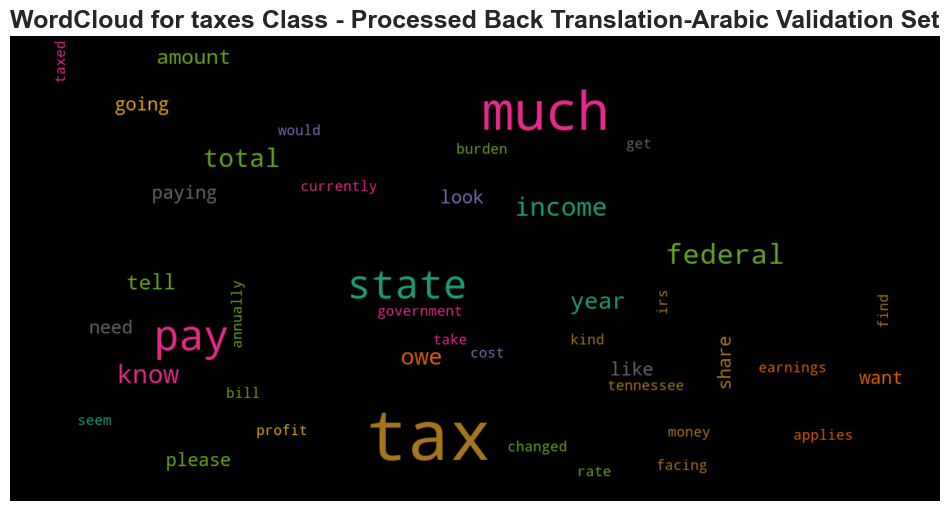 WordCloud for taxes Class - Processed Back Translation-Arabic Validation Set
taxed
amount
going
much
would
total
burden
get
paying
currently
look
income
federal
tell
state
year
irs
find
annually
government
need
pay
take
cost
kind
owe
share
know
like
earnings
want
tennessee
bill
seem
profit
tax
money
applies
please
changed
facing
rate